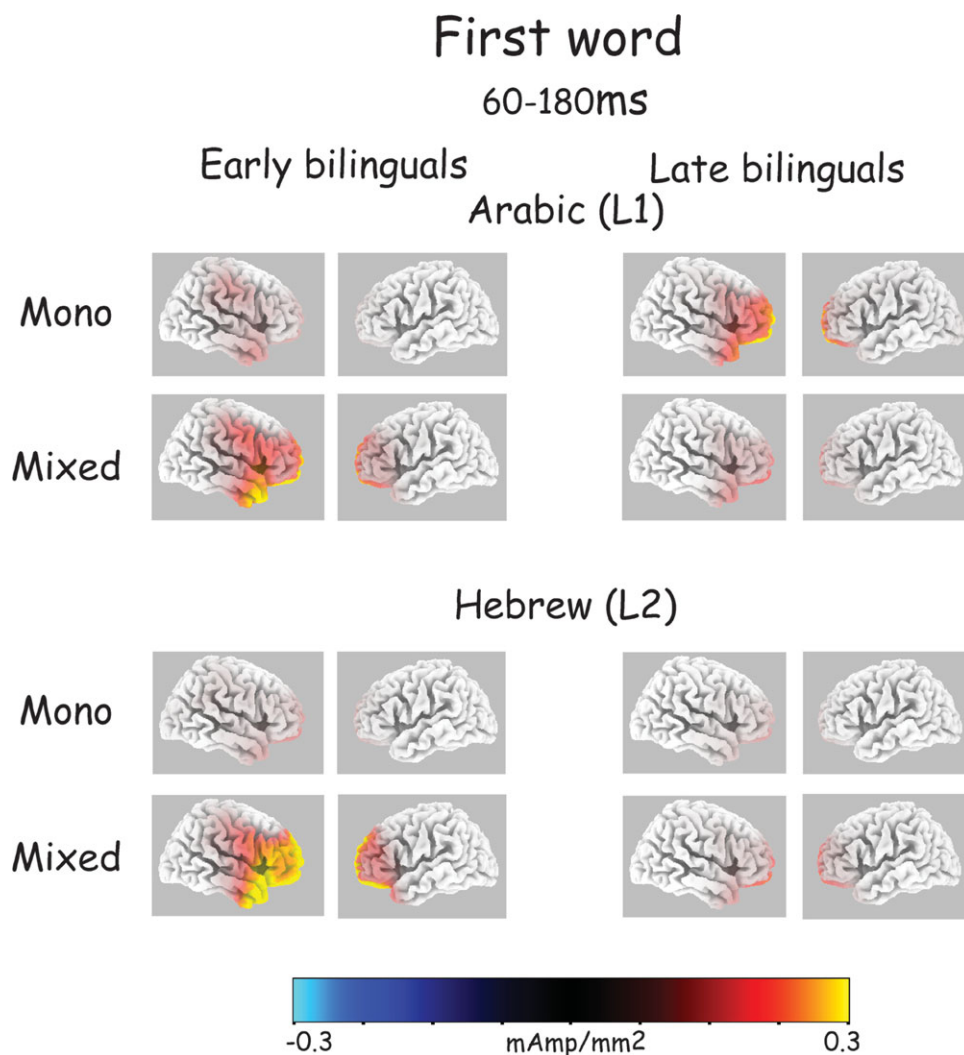 First word
60-180ms
Early bilinguals
Late bilinguals
Arabic (L1)
Mono
Mixed
Hebrew (L2)
Mono
Mixed
-0.3
mAmp/mm2
0.3